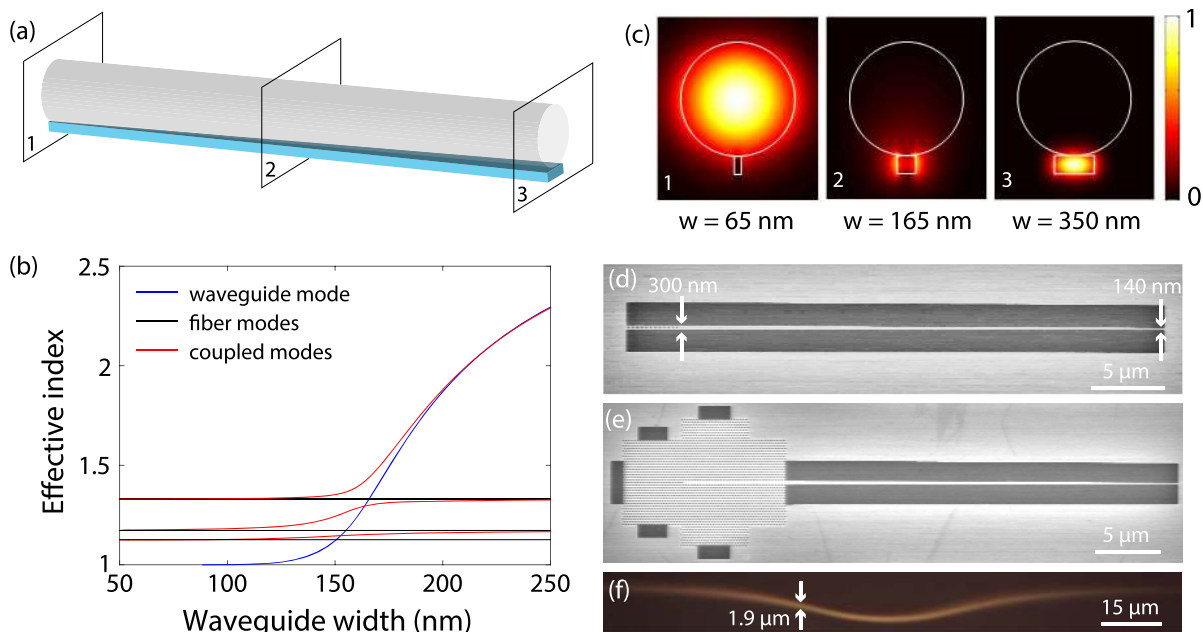 (a)
1
2
3
(b)
2.5
2
1.5
1
Effective index
waveguide mode
fiber modes
coupled modes
50
100
150
200
250
Waveguide width (nm)
(c)
1
2
3
1
0
w = 65 nm
w = 165 nm
w = 350 nm
(d)
300 nm
140 nm
5 μm
(e)
5 μm
(f)
1.9 μm
15 μm